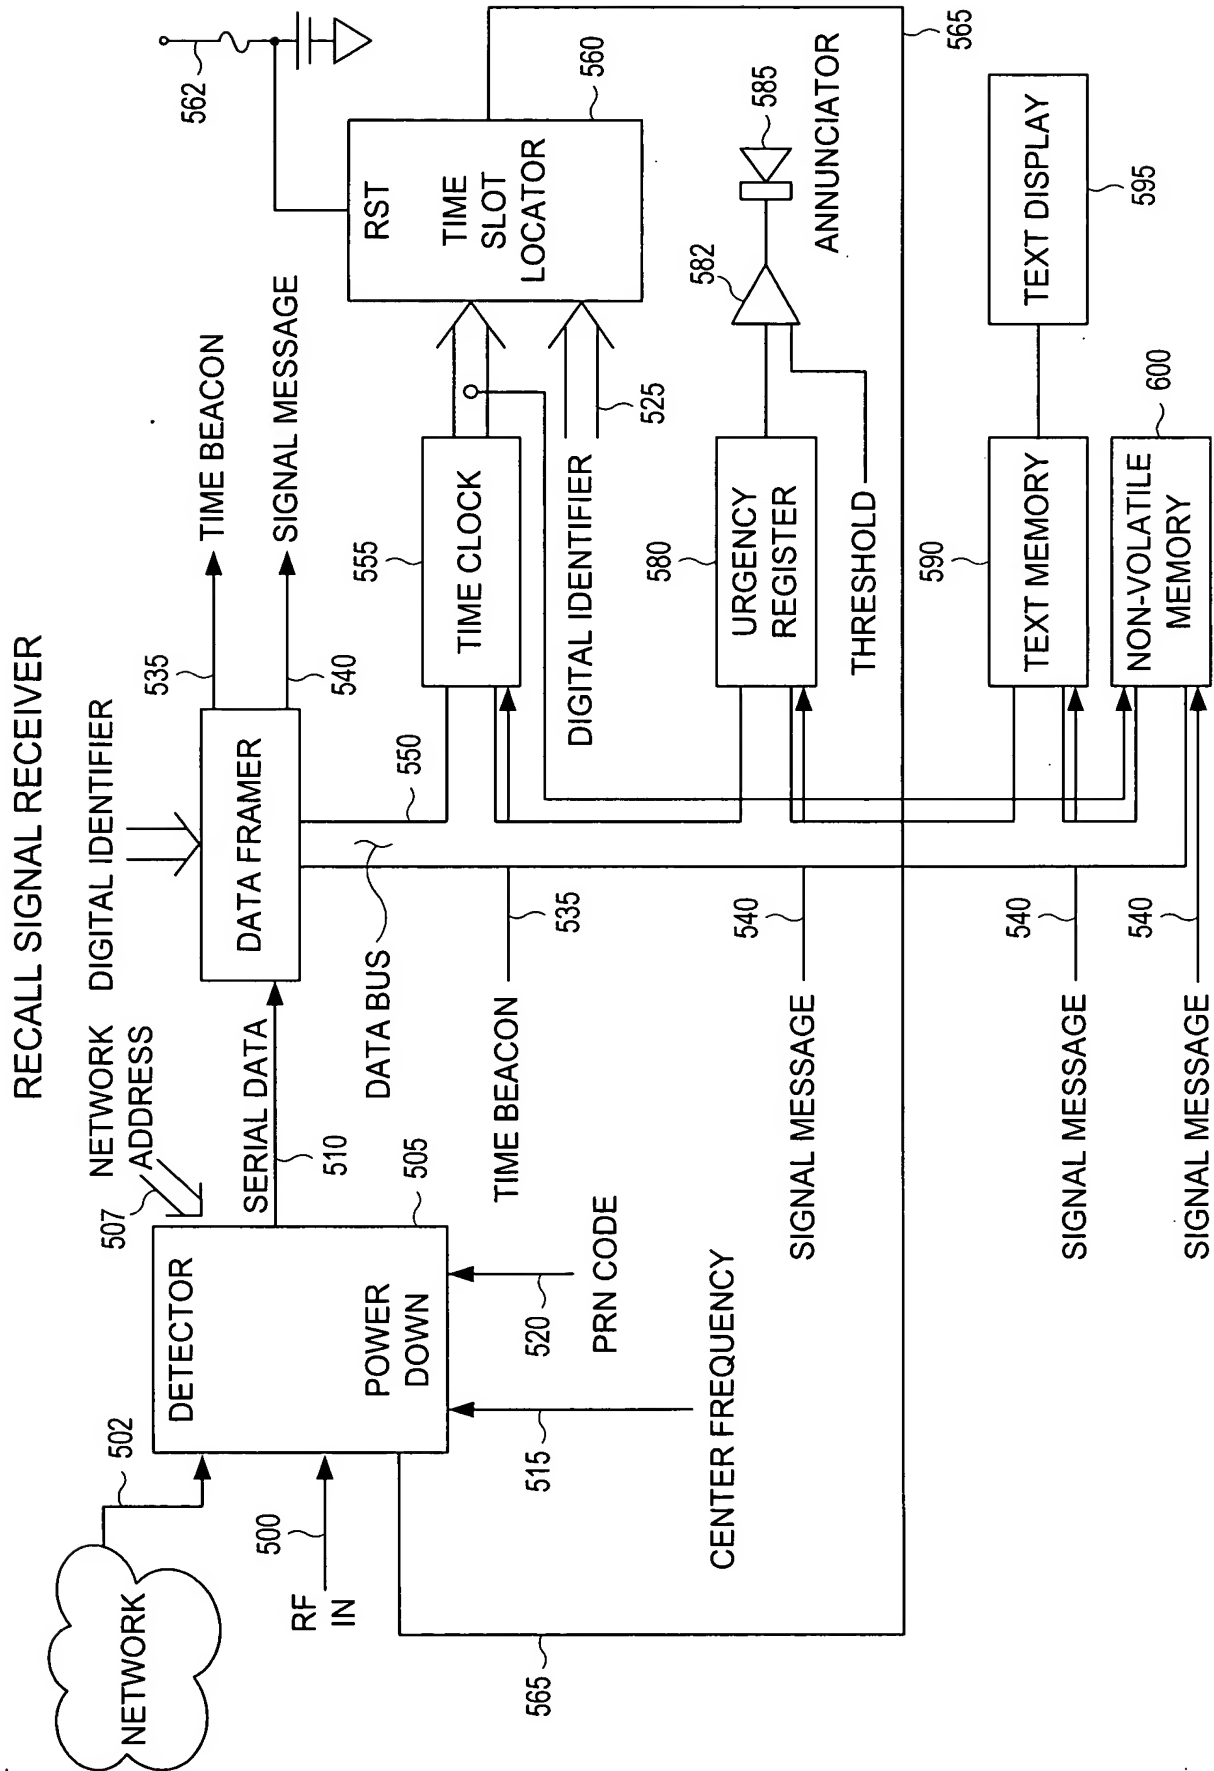 RECALL SIGNAL RECEIVER
NETWORK
502
RF
IN
500
DETECTOR
POWER
DOWN
505
507
NETWORK
ADDRESS
DIGITAL IDENTIFIER
SERIAL DATA
510
515
CENTER FREQUENCY
520
PRN CODE
565
DATA FRAMER
535
TIME BEACON
540
SIGNAL MESSAGE
562
DATA BUS
550
TIME BEACON
535
555
TIME CLOCK
RST
TIME
SLOT
LOCATOR
560
DIGITAL IDENTIFIER
525
SIGNAL MESSAGE
540
580
URGENCY
REGISTER
582
585
ANNUNCIATOR
THRESHOLD
565
SIGNAL MESSAGE
540
590
TEXT MEMORY
TEXT DISPLAY
595
SIGNAL MESSAGE
540
NON-VOLATILE
MEMORY
600